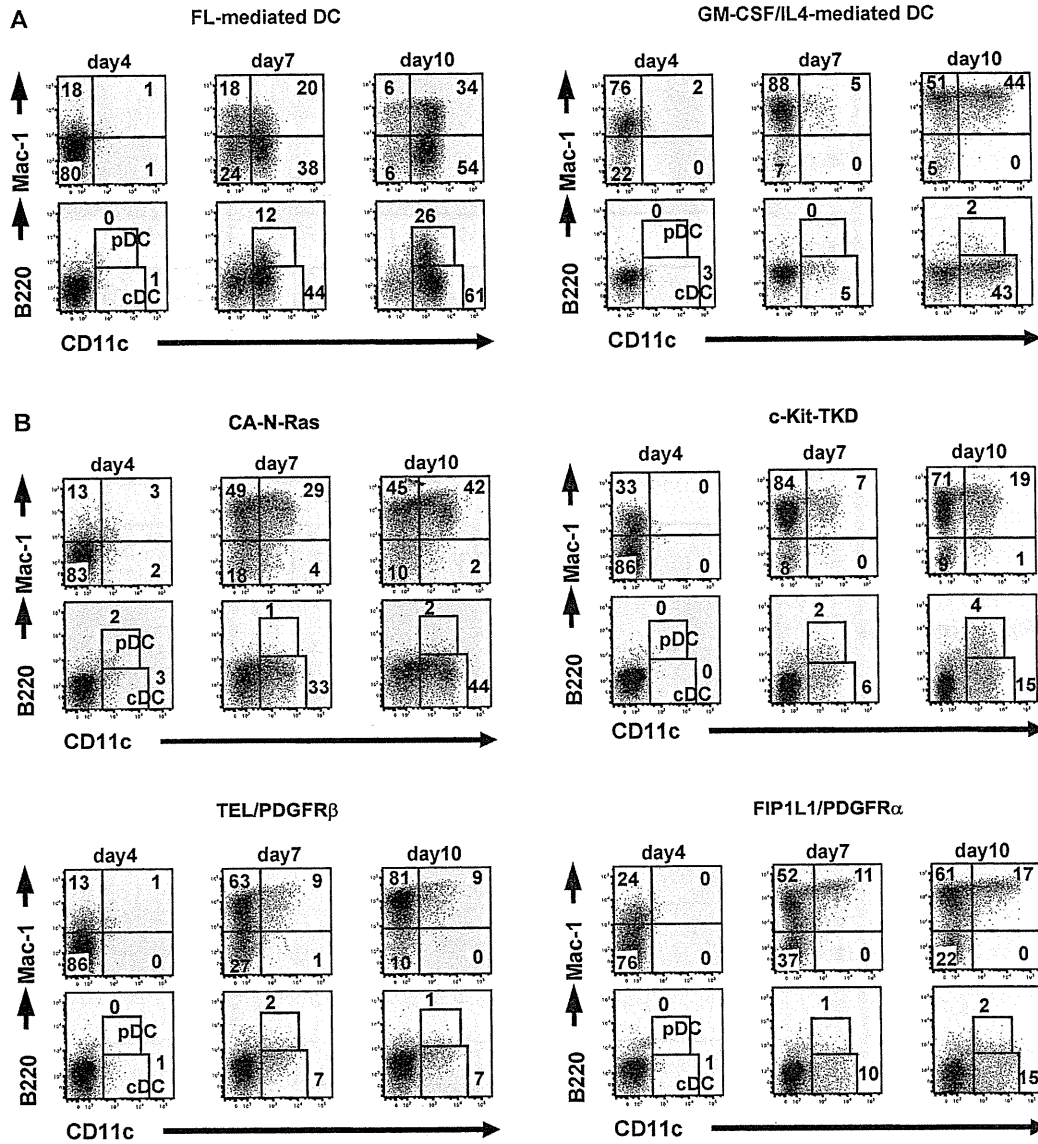 A
FL-mediated DC
GM-CSF/IL4-mediated DC
day4 day7 day10
day4 day7 day10
Mac-1
18 1 80 1
18 20 24 38
6 34 6 54
Mac-1
76 2 22 0
88 5 7 0
51 44 5 0
B220
0 pDC 1 cDC
12 44
26 61
B220
0 pDC 3 cDC
0 5
2 43
CD11c
CD11c
B
CA-N-Ras
c-Kit-TKD
day4 day7 day10
day4 day7 day10
Mac-1
13 3 83 2
49 29 18 4
45 42 10 2
Mac-1
33 0 86 0
84 7 8 0
71 19 9 1
B220
2 pDC 3 cDC
1 33
2 44
B220
0 pDC 0 cDC
2 6
4 15
CD11c
CD11c
TEL/PDGFRβ
FIP1L1/PDGFRα
day4 day7 day10
day4 day7 day10
Mac-1
13 1 86 0
63 9 27 1
81 9 10 0
Mac-1
24 0 76 0
52 11 37 0
61 17 22 0
B220
0 pDC 1 cDC
2 7
1 7
B220
0 pDC 1 cDC
1 10
2 15
CD11c
CD11c